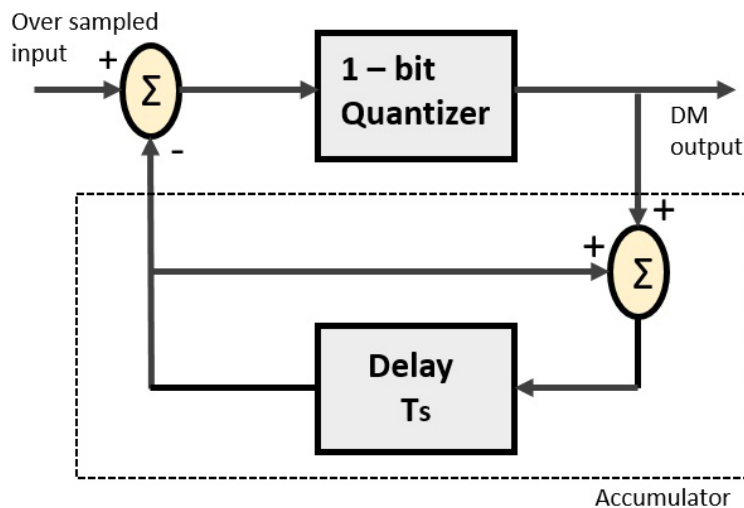 Over sampled
input
+
Σ
-
1 – bit
Quantizer
DM
output
+
+
Σ
Delay
Ts
Accumulator